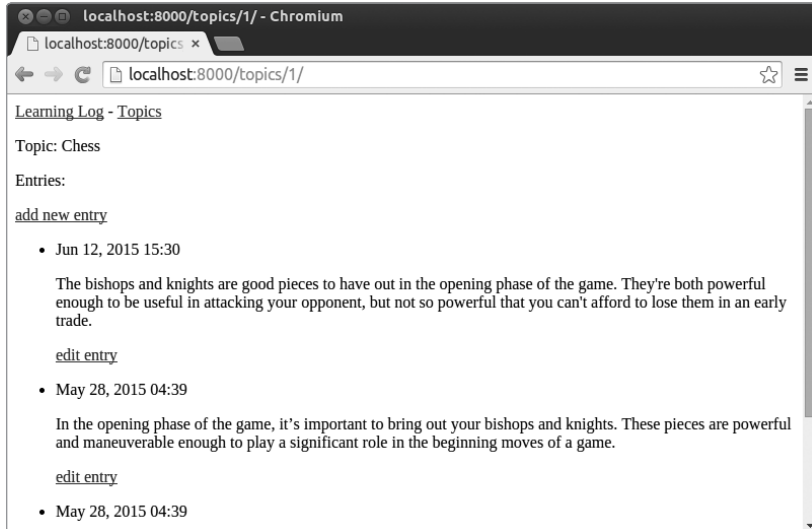 localhost:8000/topics/1/ - Chromium
localhost:8000/topics
localhost:8000/topics/1/
Learning Log - Topics
Topic: Chess
Entries:
add new entry
• Jun 12, 2015 15:30
The bishops and knights are good pieces to have out in the opening phase of the game. They're both powerful
enough to be useful in attacking your opponent, but not so powerful that you can't afford to lose them in an early
trade.
edit entry
• May 28, 2015 04:39
In the opening phase of the game, it’s important to bring out your bishops and knights. These pieces are powerful
and maneuverable enough to play a significant role in the beginning moves of a game.
edit entry
• May 28, 2015 04:39